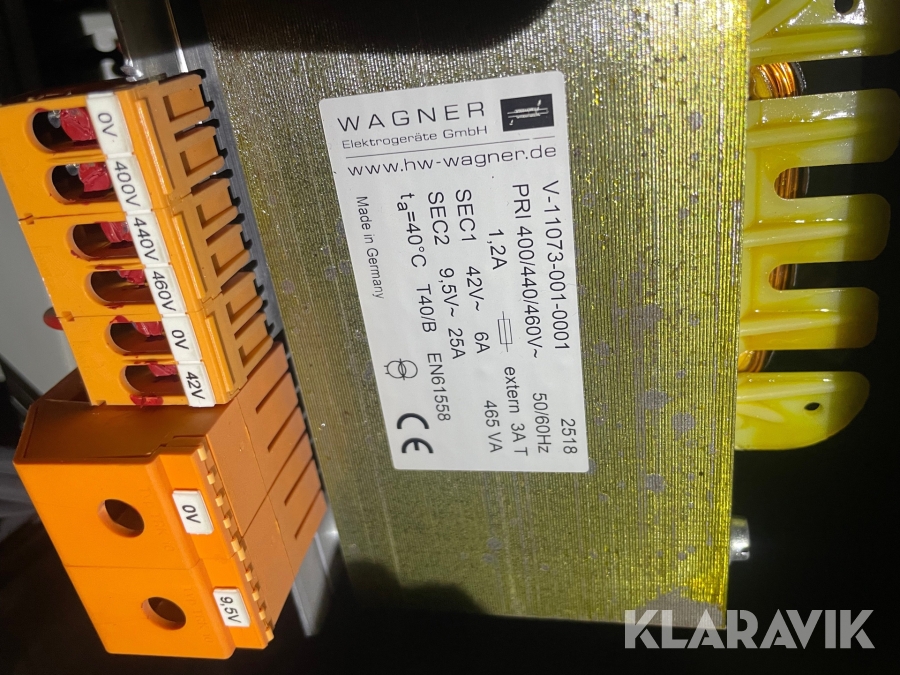 WAGNER
Elektrogeräte GmbH
www.hw-wagner.de
V-11073-001-0001 2518
PRI 400/440/460V~ 50/60Hz
1,2A extern 3A T
465 VA
SEC1 42V~ 6A
SEC2 9,5V~ 25A
ta=40°C T40/B EN61558
Made in Germany
CE
0V
400V
440V
460V
0V
42V
0V
9,5V
KLARAVIK